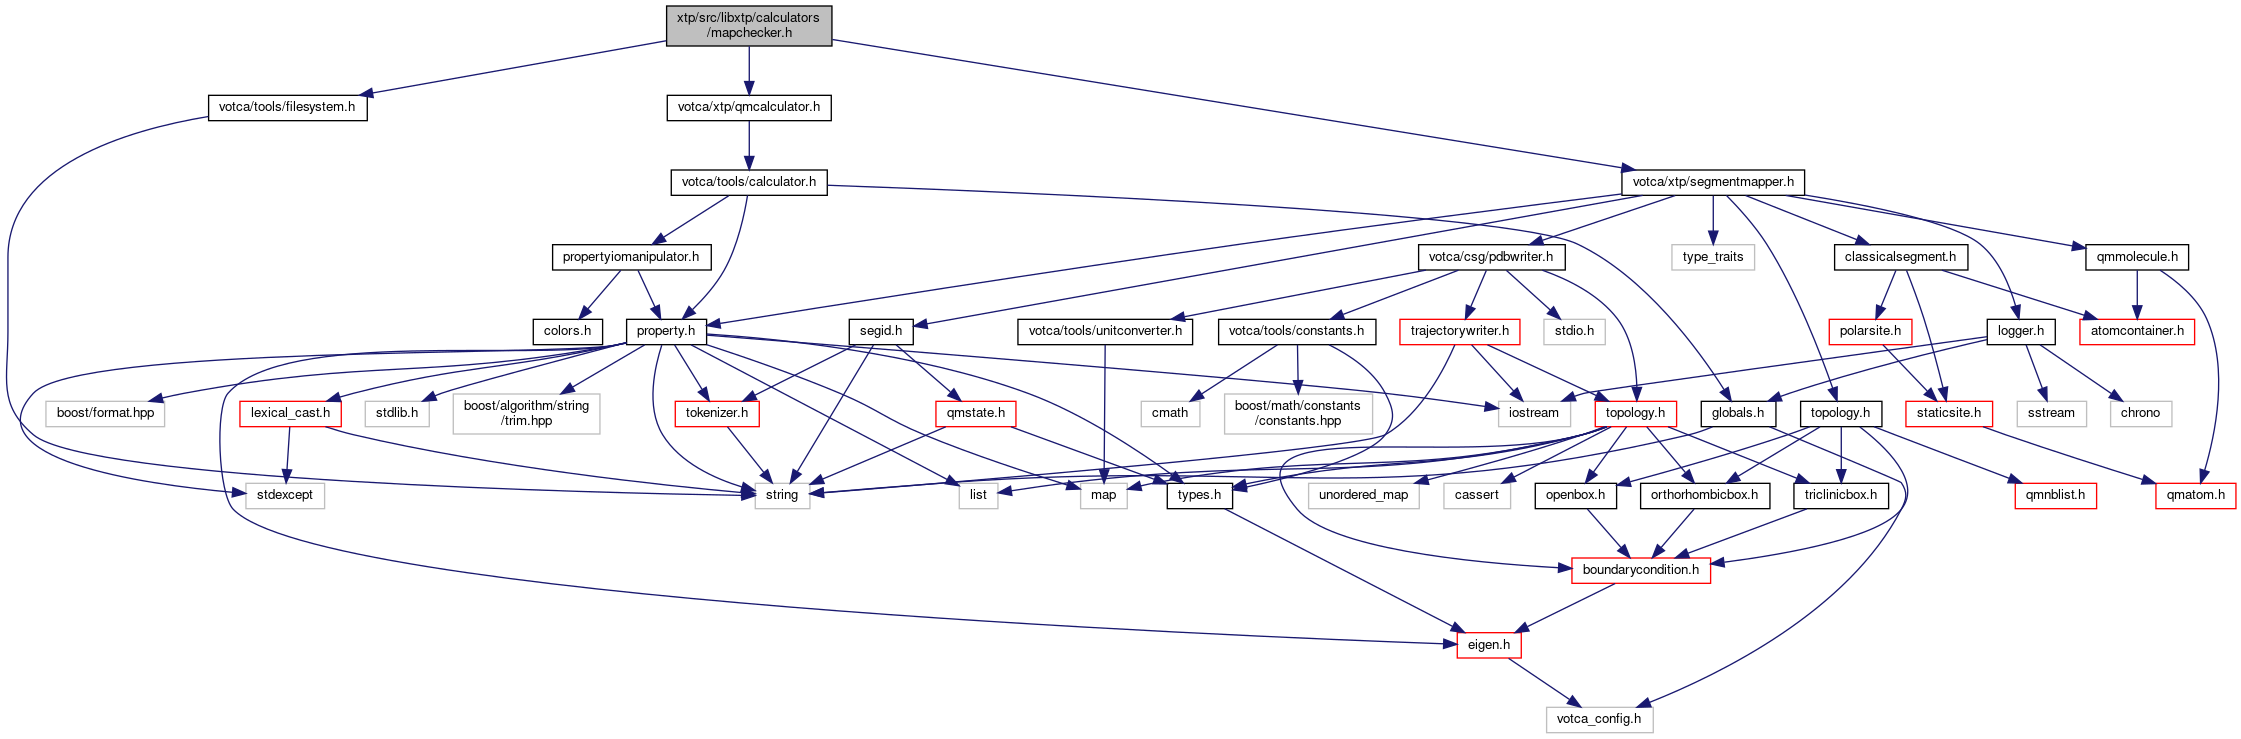 xtp/src/libxtp/calculators
/mapchecker.h
votca/tools/filesystem.h
votca/xtp/qmcalculator.h
votca/tools/calculator.h
votca/xtp/segmentmapper.h
propertyiomanipulator.h
votca/csg/pdbwriter.h
type_traits
classicalsegment.h
qmmolecule.h
colors.h
property.h
segid.h
votca/tools/unitconverter.h
votca/tools/constants.h
trajectorywriter.h
stdio.h
polarsite.h
logger.h
atomcontainer.h
boost/format.hpp
lexical_cast.h
stdlib.h
boost/algorithm/string
/trim.hpp
tokenizer.h
qmstate.h
cmath
boost/math/constants
/constants.hpp
iostream
topology.h
globals.h
topology.h
staticsite.h
sstream
chrono
stdexcept
string
list
map
types.h
unordered_map
cassert
openbox.h
orthorhombicbox.h
triclinicbox.h
qmnblist.h
qmatom.h
boundarycondition.h
eigen.h
votca_config.h